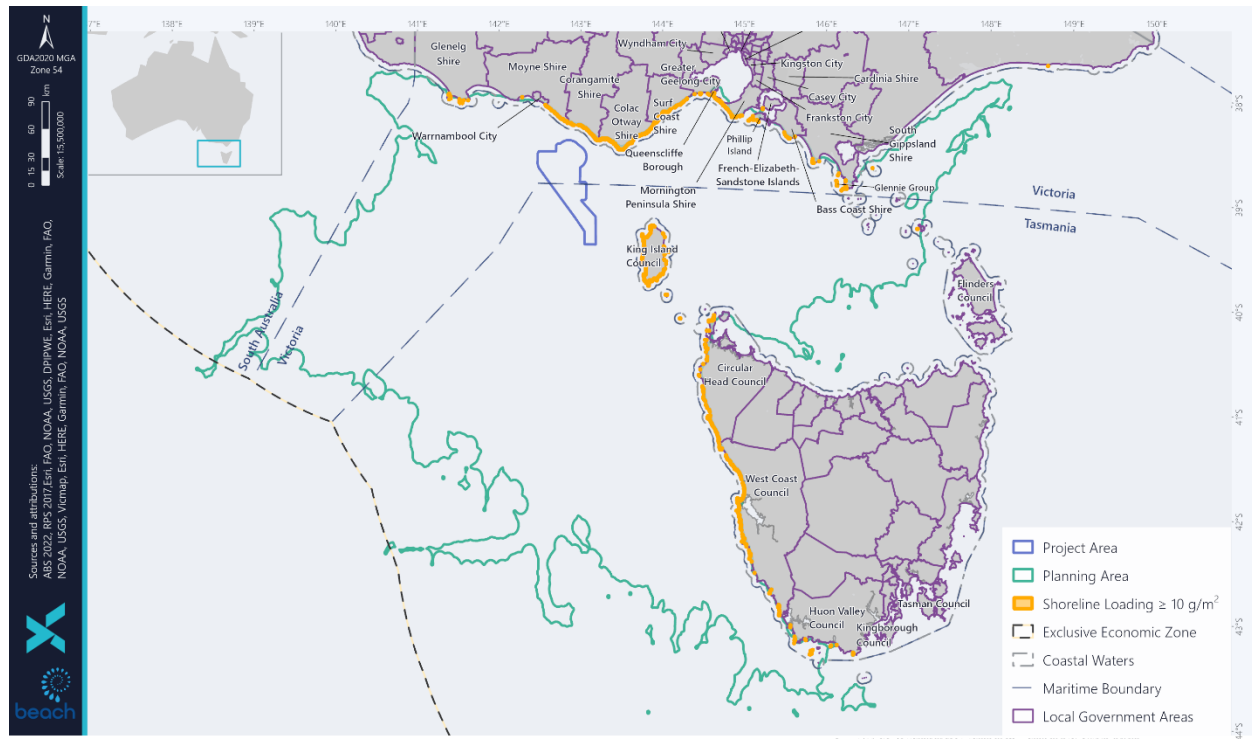 N
GDA2020 MGA
Zone 54
0 15 30 60 90
km
Scale: 1:5,500,000
Sources and attributions:
ABS 2022, RPS 2017,Esri, FAO, NOAA, USGS, DPIPWE, Esri, HERE, Garmin, FAO,
NOAA, USGS, Vicmap, Esri, HERE, Garmin, FAO, NOAA, USGS
beach
138°E
139°E
140°E
141°E
142°E
143°E
144°E
145°E
146°E
147°E
148°E
149°E
150°E
38°S
39°S
40°S
41°S
42°S
43°S
44°S
Glenelg
Shire
Moyne Shire
Corangamite
Shire
Colac
Otway
Shire
Surf
Coast
Shire
Wyndham City
Greater
Geelong City
Kingston City
Cardinia Shire
Casey City
Frankston City
South
Gippsland
Shire
Warrnambool City
Queenscliffe
Borough
Phillip
Island
French-Elizabeth-
Sandstone Islands
Mornington
Peninsula Shire
Glennie Group
Bass Coast Shire
Victoria
Tasmania
King Island
Council
Flinders
Council
South Australia
Victoria
Circular
Head Council
West Coast
Council
Huon Valley
Council
Kingborough
Council
Tasman Council
Project Area
Planning Area
Shoreline Loading ≥ 10 g/m²
Exclusive Economic Zone
Coastal Waters
Maritime Boundary
Local Government Areas